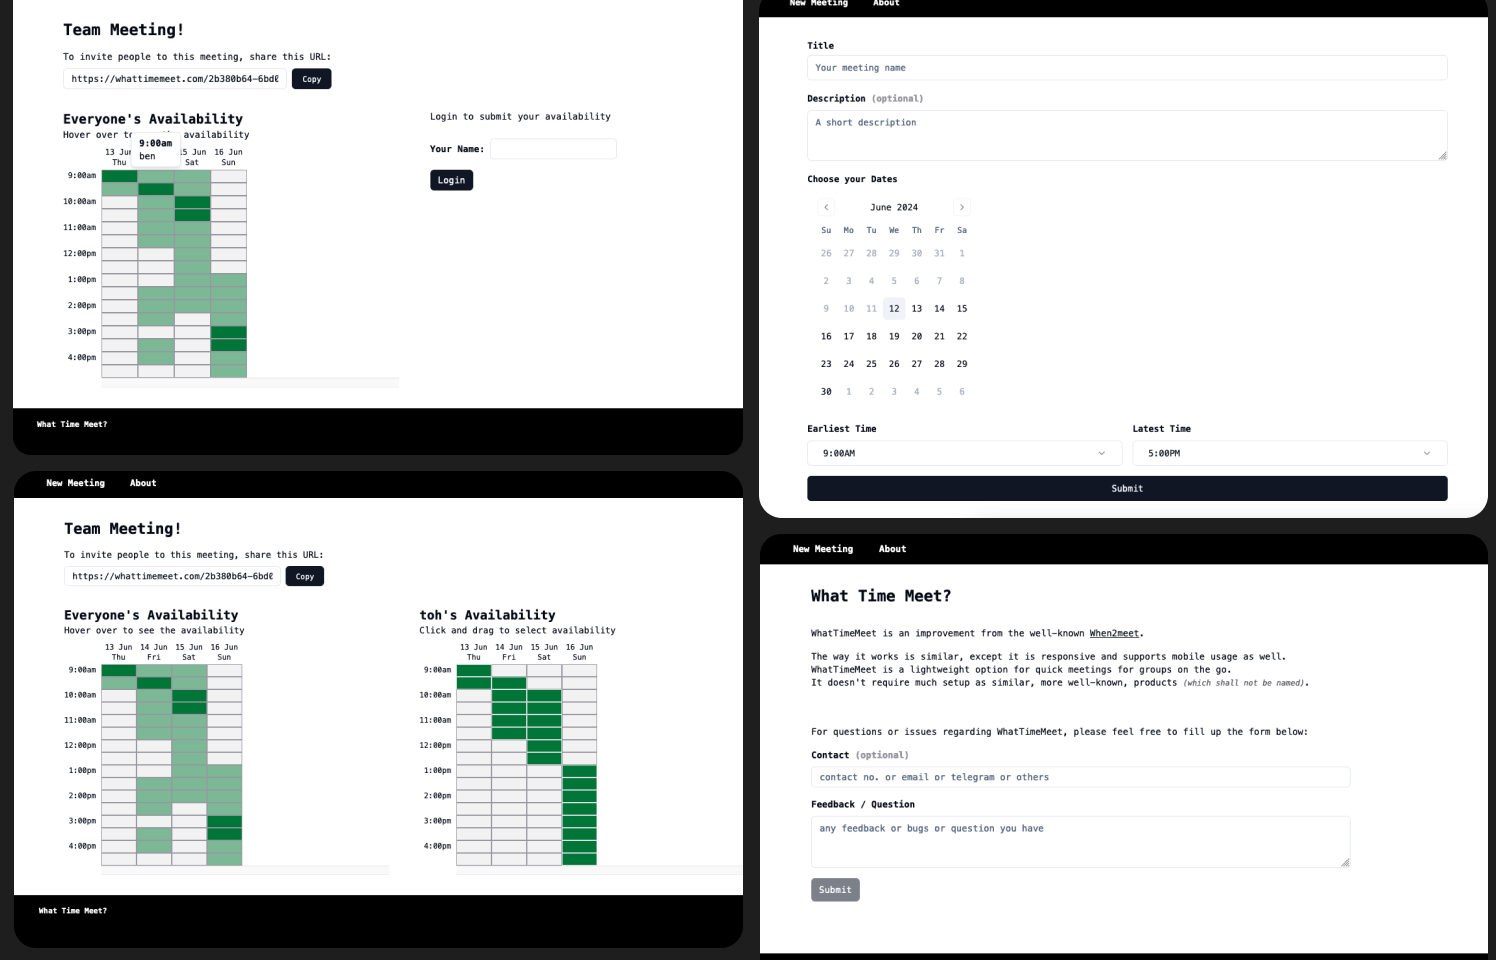 Team Meeting!
To invite people to this meeting, share this URL:
https://whattimemeet.com/2b380b64-6bd
Copy
Everyone's Availability
Hover over to availability
9:00am
ben
13 Jun 15 Jun 16 Jun
Thu Sat Sun
9:00am
10:00am
11:00am
12:00pm
1:00pm
2:00pm
3:00pm
4:00pm
Login to submit your availability
Your Name:
Login
What Time Meet?
New Meeting About
Team Meeting!
To invite people to this meeting, share this URL:
https://whattimemeet.com/2b380b64-6bd
Copy
Everyone's Availability
Hover over to see the availability
13 Jun 14 Jun 15 Jun 16 Jun
Thu Fri Sat Sun
9:00am
10:00am
11:00am
12:00pm
1:00pm
2:00pm
3:00pm
4:00pm
toh's Availability
Click and drag to select availability
13 Jun 14 Jun 15 Jun 16 Jun
Thu Fri Sat Sun
9:00am
10:00am
11:00am
12:00pm
1:00pm
2:00pm
3:00pm
4:00pm
What Time Meet?
New Meeting About
Title
Your meeting name
Description (optional)
A short description
Choose your Dates
June 2024
Su Mo Tu We Th Fr Sa
26 27 28 29 30 31 1
2 3 4 5 6 7 8
9 10 11 12 13 14 15
16 17 18 19 20 21 22
23 24 25 26 27 28 29
30 1 2 3 4 5 6
Earliest Time Latest Time
9:00AM 5:00PM
Submit
New Meeting About
What Time Meet?
WhatTimeMeet is an improvement from the well-known When2meet.
The way it works is similar, except it is responsive and supports mobile usage as well.
WhatTimeMeet is a lightweight option for quick meetings for groups on the go.
It doesn't require much setup as similar, more well-known, products (which shall not be named).
For questions or issues regarding WhatTimeMeet, please feel free to fill up the form below:
Contact (optional)
contact no. or email or telegram or others
Feedback / Question
any feedback or bugs or question you have
Submit